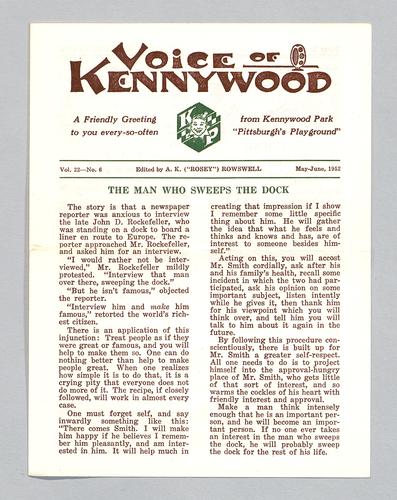 VOICE OF
KENNYWOOD
A Friendly Greeting
to you every-so-often
K P
from Kennywood Park
"Pittsburgh's Playground"
Vol. 22—No. 6
Edited by A. K. ("ROSEY") ROWSWELL
May-June, 1952
THE MAN WHO SWEEPS THE DOCK
The story is that a newspaper
reporter was anxious to interview
the late John D. Rockefeller, who
was standing on a dock to board a
liner en route to Europe. The re-
porter approached Mr. Rockefeller,
and asked him for an interview.
"I would rather not be inter-
viewed," Mr. Rockefeller mildly
protested. "Interview that man
over there, sweeping the dock."
"But he isn't famous," objected
the reporter.
"Interview him and make him
famous," retorted the world's rich-
est citizen.
There is an application of this
injunction: Treat people as if they
were great or famous, and you will
help to make them so. One can do
nothing better than help to make
people great. When one realizes
how simple it is to do that, it is a
crying pity that everyone does not
do more of it. The recipe, if closely
followed, will work in almost every
case.
One must forget self, and say
inwardly something like this:
"There comes Smith. I will make
him happy if he believes I remem-
ber him pleasantly, and am inter-
ested in him. It will help much in
creating that impression if I show
I remember some little specific
thing about him. He will gather
the idea that what he feels and
thinks and knows and has, are of
interest to someone besides him-
self."
Acting on this, you will accost
Mr. Smith cordially, ask after his
and his family's health, recall some
incident in which the two had par-
ticipated, ask his opinion on some
important subject, listen intently
while he gives it, then thank him
for his viewpoint which you will
think over, and tell him you will
talk to him about it again in the
future.
By following this procedure con-
scientiously, there is built up for
Mr. Smith a greater self-respect.
All one needs to do is to project
himself into the approval-hungry
place of Mr. Smith, who gets little
of that sort of interest, and so
warms the cockles of his heart with
friendly interest and approval.
Make a man think intensely
enough that he is an important per-
son, and he will become an impor-
tant person. If no one ever takes
an interest in the man who sweeps
the dock, he will probably sweep
the dock for the rest of his life.